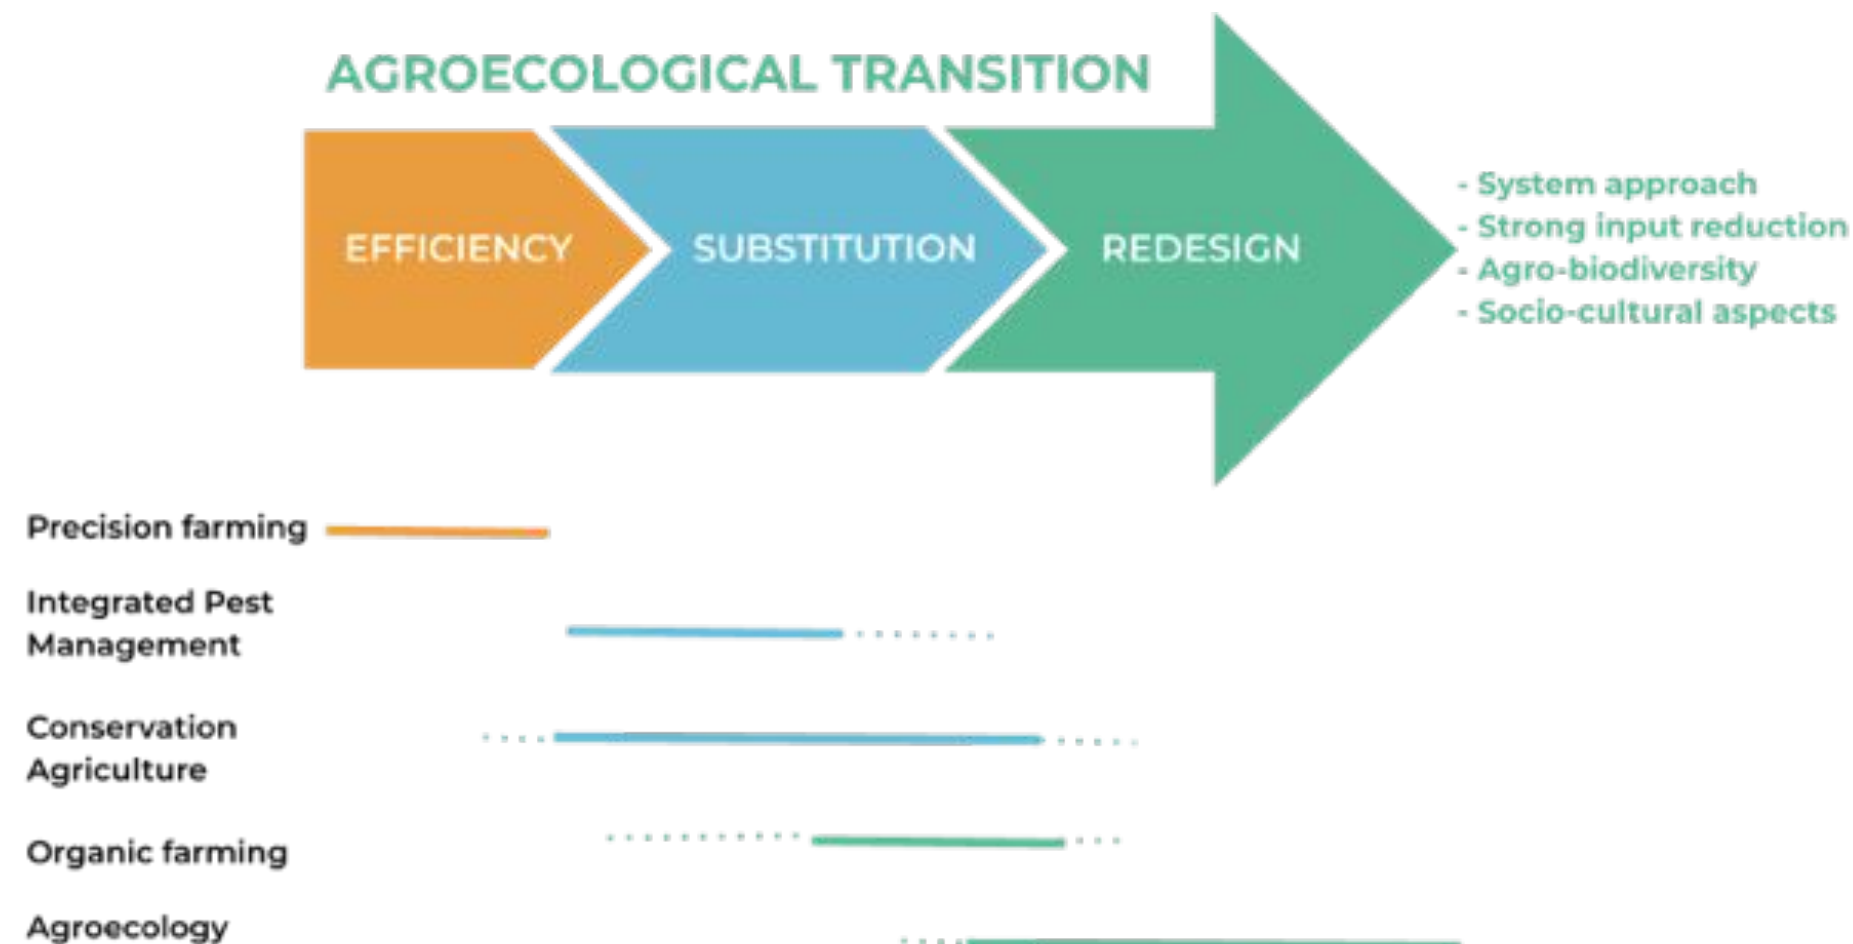 AGROECOLOGICAL TRANSITION
EFFICIENCY
SUBSTITUTION
REDESIGN
- System approach
- Strong input reduction
- Agro-biodiversity
- Socio-cultural aspects
Precision farming
Integrated Pest
Management
Conservation
Agriculture
Organic farming
Agroecology